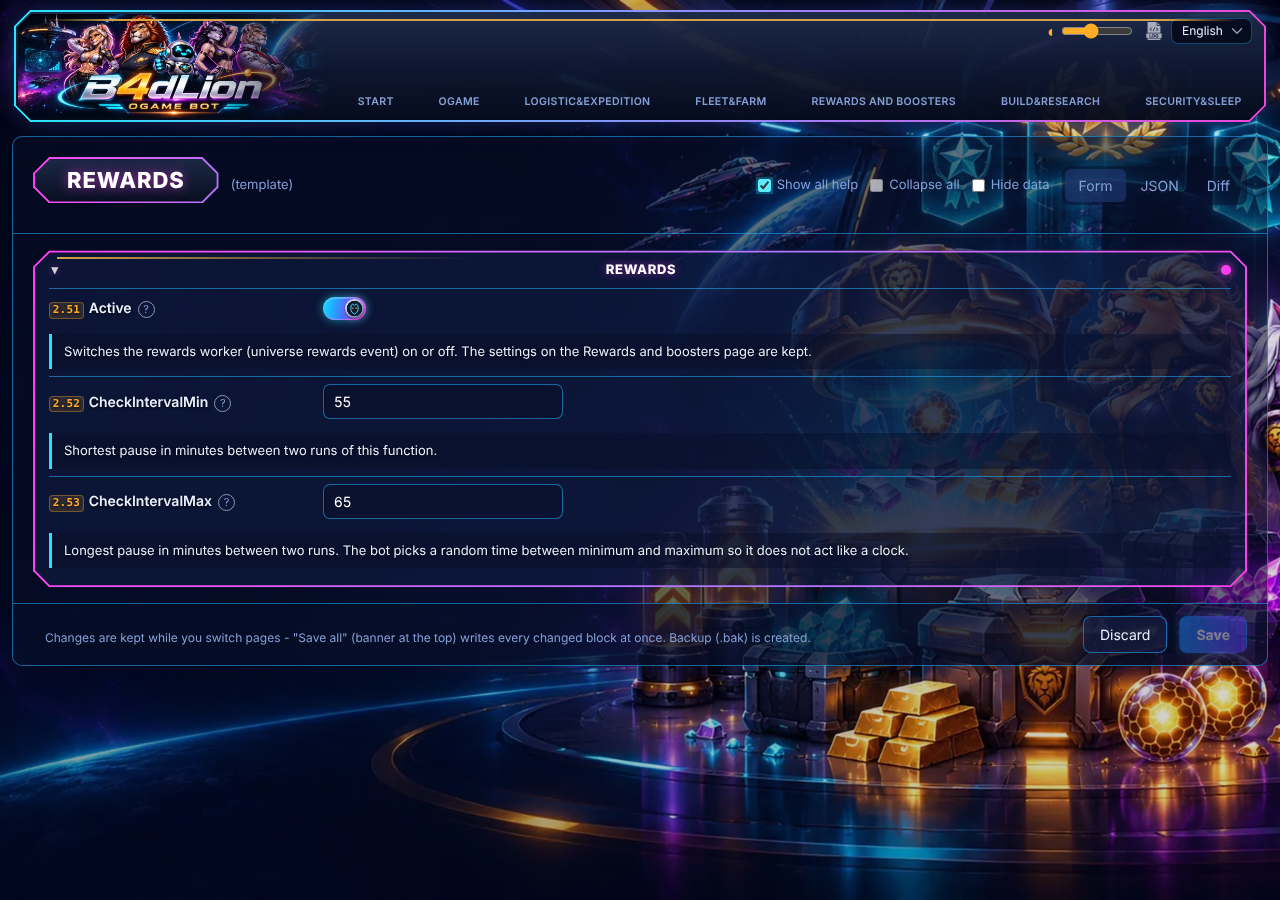 B4dLion
OGAME BOT
English
START OGAME LOGISTIC&EXPEDITION FLEET&FARM REWARDS AND BOOSTERS BUILD&RESEARCH SECURITY&SLEEP
REWARDS (template) Show all help Collapse all Hide data Form JSON Diff
▼ REWARDS
2.51 Active ?
Switches the rewards worker (universe rewards event) on or off. The settings on the Rewards and boosters page are kept.
2.52 CheckIntervalMin ? 55
Shortest pause in minutes between two runs of this function.
2.53 CheckIntervalMax ? 65
Longest pause in minutes between two runs. The bot picks a random time between minimum and maximum so it does not act like a clock.
Changes are kept while you switch pages - "Save all" (banner at the top) writes every changed block at once. Backup (.bak) is created. Discard Save